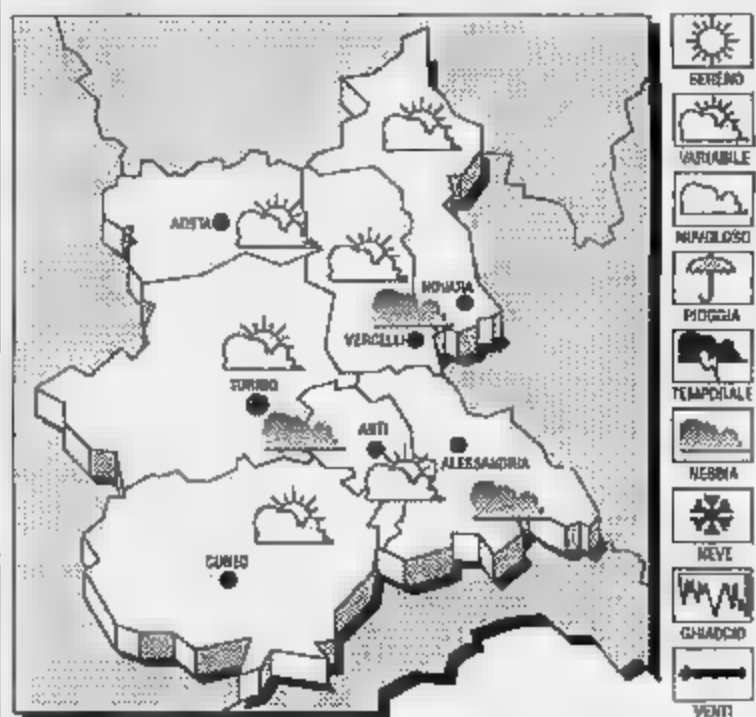 AOSTA
NOVARA
VERCELLI
TORINO
ASTI
ALESSANDRIA
CUNEO
SERENO
VARIABILE
NUVOLOSO
PIOGGIA
TEMPORALE
NEBBIA
NEVE
GHIACCIO
VENTI